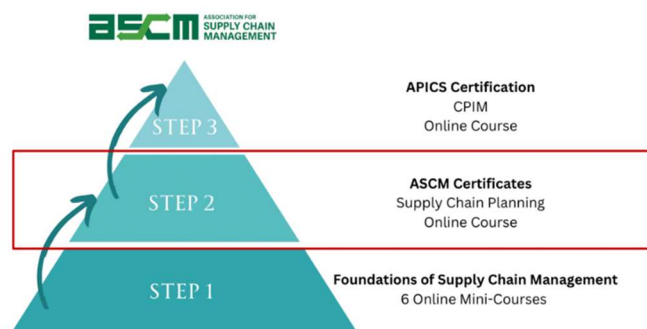 ascm ASSOCIATION FOR
SUPPLY CHAIN
MANAGEMENT
APICS Certification
CPIM
Online Course
STEP 3
ASCM Certificates
Supply Chain Planning
Online Course
STEP 2
Foundations of Supply Chain Management
6 Online Mini-Courses
STEP 1